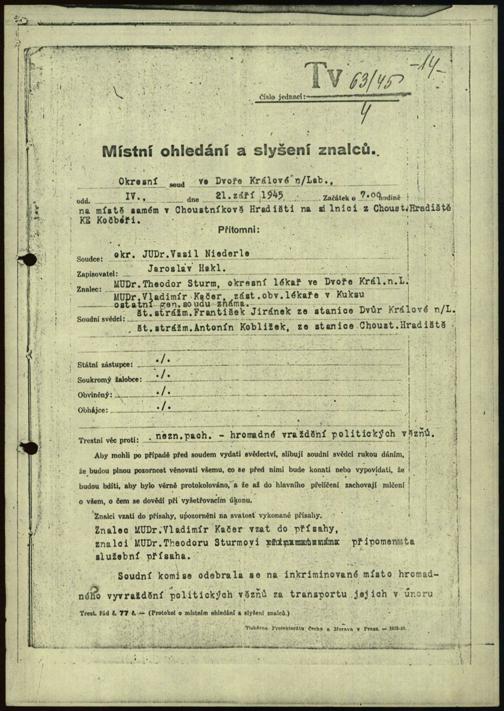 -14-
Tv 63/45
Číslo jednací:
4
Místní ohledání a slyšení znalců.
Okresní soud ve Dvoře Králové n/Lab.,
odd. IV., dne 21.září 1945 Začátek o 7.00 hodině
na místě samém v Choustníkově Hradišti na silnici z Choust.Hradiště
KE Kočběři.
Přítomni:
Soudce: okr. JUDr.Vasil Niederle
Zapisovatel: Jaroslav Hakl.
Znalec: MUDr.Theodor Sturm, okresní lékař ve Dvoře Král.n.L.
MUDr.Vladimír Kačer, zást.obv.lékaře v Kuksu
ostatní gen.soudu známa.
Soudní svědci: št.strážm.František Jiránek ze stanice Dvůr Králové n/L.
št.strážm.Antonín Koblížek, ze stanice Choust.Hradiště
Státní zástupce: ./.
Soukromý žalobce: ./.
Obviněný: ./.
Obhájce: ./.
Trestní věc proti: nezn.pach. - hromadné vraždění politických vězňů.
Aby mohli po případě před soudem vydati svědectví, slibují soudní svědci rukou dáním,
že budou plnou pozornost věnovati všemu, co se před nimi bude konati nebo vypovídati, že
budou bdíti, aby bylo věrně protokolováno, a že až do hlavního přelíčení zachovají mlčení
o všem, o čem se dovědí při vyšetřovacím úkonu.
Znalci vzati do přísahy, upozorněni na svatost vykonané přísahy.
Znalec MUDr.Vladimír Kačer vzat do přísahy,
znalci MUDr.Theodoru Sturmovi připomenuta
služební přísaha.
Soudní komise odebrala se na inkriminované místo hromad-
ného vyvraždění politických vězňů za transportu jejich v únoru
Trest. řád č. 77 č. — (Protokol o místním ohledání a slyšení znalců.)
Tiskárna Protektorátu Čechy a Morava v Praze. —